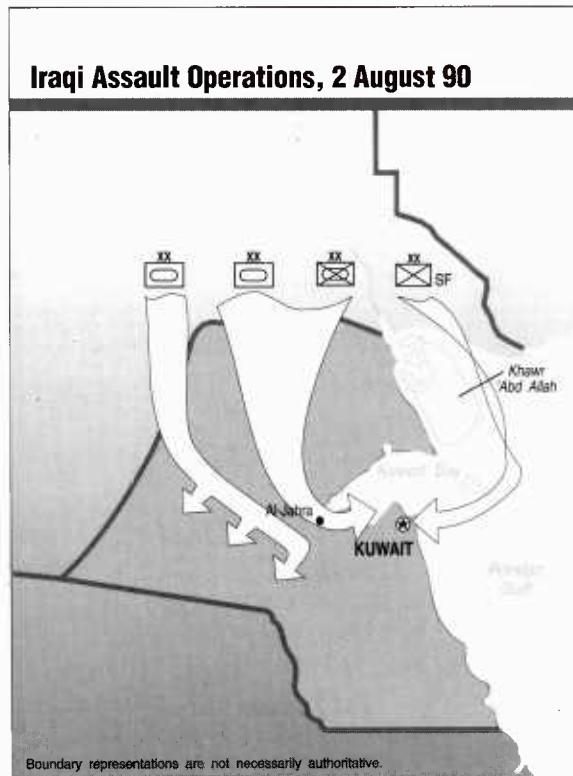 Iraqi Assault Operations, 2 August 90
XX
XX
XX
XX
SF
Khawr
Abd Allah
Kuwait Bay
Al Jahra
KUWAIT
Persian
Gulf
Boundary representations are not necessarily authoritative.